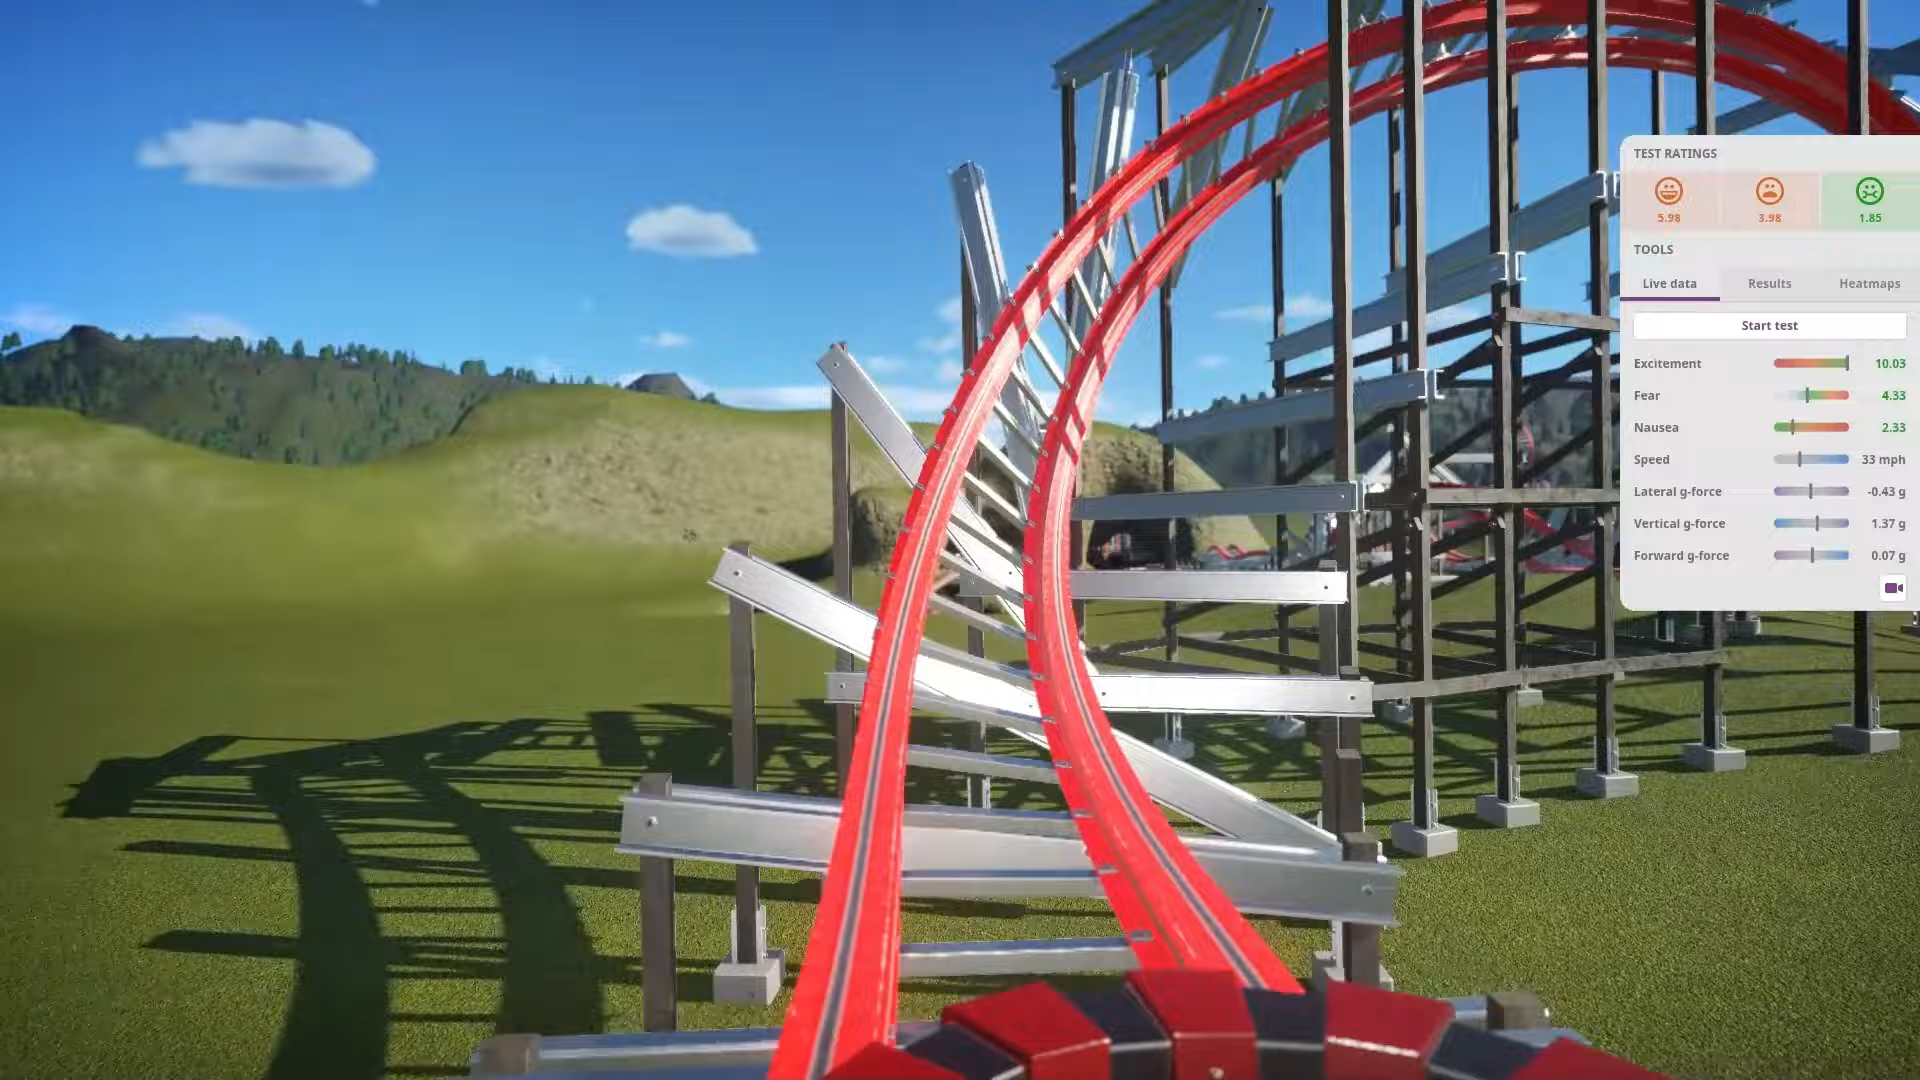 TEST RATINGS
5.98 3.98 1.85
TOOLS
Live data Results Heatmaps
Start test
Excitement 10.03
Fear 4.33
Nausea 2.33
Speed 33 mph
Lateral g-force -0.43 g
Vertical g-force 1.37 g
Forward g-force 0.07 g